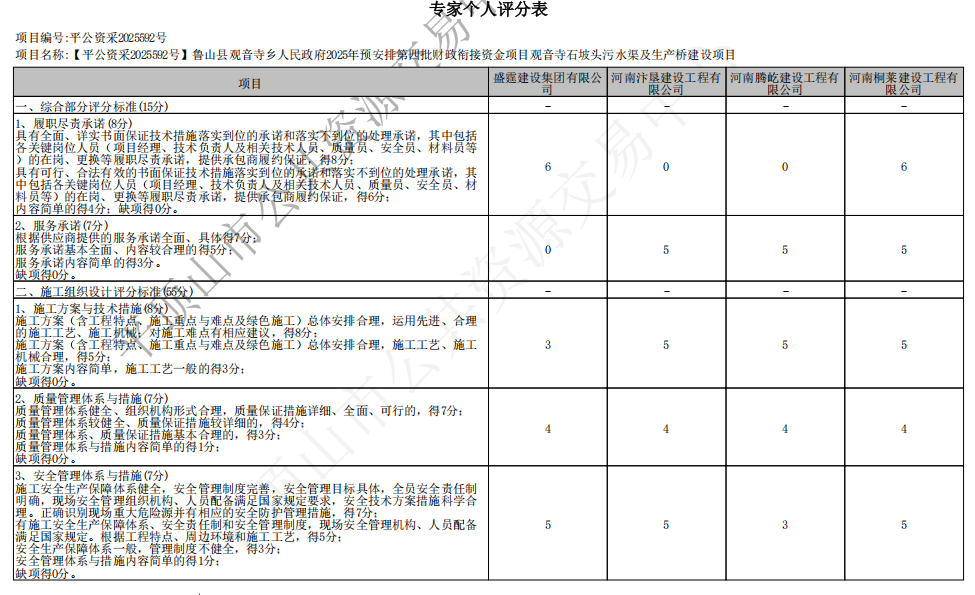 专家个人评分表
项目编号:平公资采2025592号
项目名称:【平公资采2025592号】鲁山县观音寺乡人民政府2025年预安排第四批财政衔接资金项目观音寺石坡头污水渠及生产桥建设项目
项目 盛霆建设集团有限公司 河南汴垦建设工程有限公司 河南腾屹建设工程有限公司 河南桐莱建设工程有限公司
一、综合部分评分标准(15分) - - - -
1、履职尽责承诺(8分)
具有全面、详实书面保证技术措施落实到位的承诺和落实不到位的处理承诺，其中包括
各关键岗位人员（项目经理、技术负责人及相关技术人员、质量员、安全员、材料员等
）的在岗、更换等履职尽责承诺，提供承包商履约保证，得8分；
具有可行、合法有效的书面保证技术措施落实到位的承诺和落实不到位的处理承诺，其
中包括各关键岗位人员（项目经理、技术负责人及相关技术人员、质量员、安全员、材
料员等）的在岗、更换等履职尽责承诺，提供承包商履约保证，得6分；
内容简单的得4分；缺项得0分。
6 0 0 6
2、服务承诺(7分)
根据供应商提供的服务承诺全面、具体得7分；
服务承诺基本全面、内容较合理的得5分；
服务承诺内容简单的得3分。
缺项得0分。
0 5 5 5
二、施工组织设计评分标准(55分) - - - -
1、施工方案与技术措施(8分)
施工方案（含工程特点、施工重点与难点及绿色施工）总体安排合理，运用先进、合理
的施工工艺、施工机械，对施工难点有相应建议，得8分；
施工方案（含工程特点、施工重点与难点及绿色施工）总体安排合理，施工工艺、施工
机械合理，得5分；
施工方案内容简单，施工工艺一般的得3分；
缺项得0分。
3 5 5 5
2、质量管理体系与措施(7分)
质量管理体系健全、组织机构形式合理，质量保证措施详细、全面、可行的，得7分；
质量管理体系较健全、质量保证措施较详细的，得4分；
质量管理体系、质量保证措施基本合理的，得3分；
质量管理体系与措施内容简单的得1分；
缺项得0分。
4 4 4 4
3、安全管理体系与措施(7分)
施工安全生产保障体系健全，安全管理制度完善，安全管理目标具体，全员安全责任制
明确，现场安全管理组织机构、人员配备满足国家规定要求，安全技术方案措施科学合
理。正确识别现场重大危险源并有相应的安全防护管理措施，得7分；
有施工安全生产保障体系、安全责任制和安全管理制度，现场安全管理机构、人员配备
满足国家规定。根据工程特点、周边环境和施工工艺，得5分；
安全生产保障体系一般，管理制度不健全，得3分；
安全管理体系与措施内容简单的得1分；
缺项得0分。
5 5 3 5
平顶山市公共资源交易中
顶山市公共资源交易中